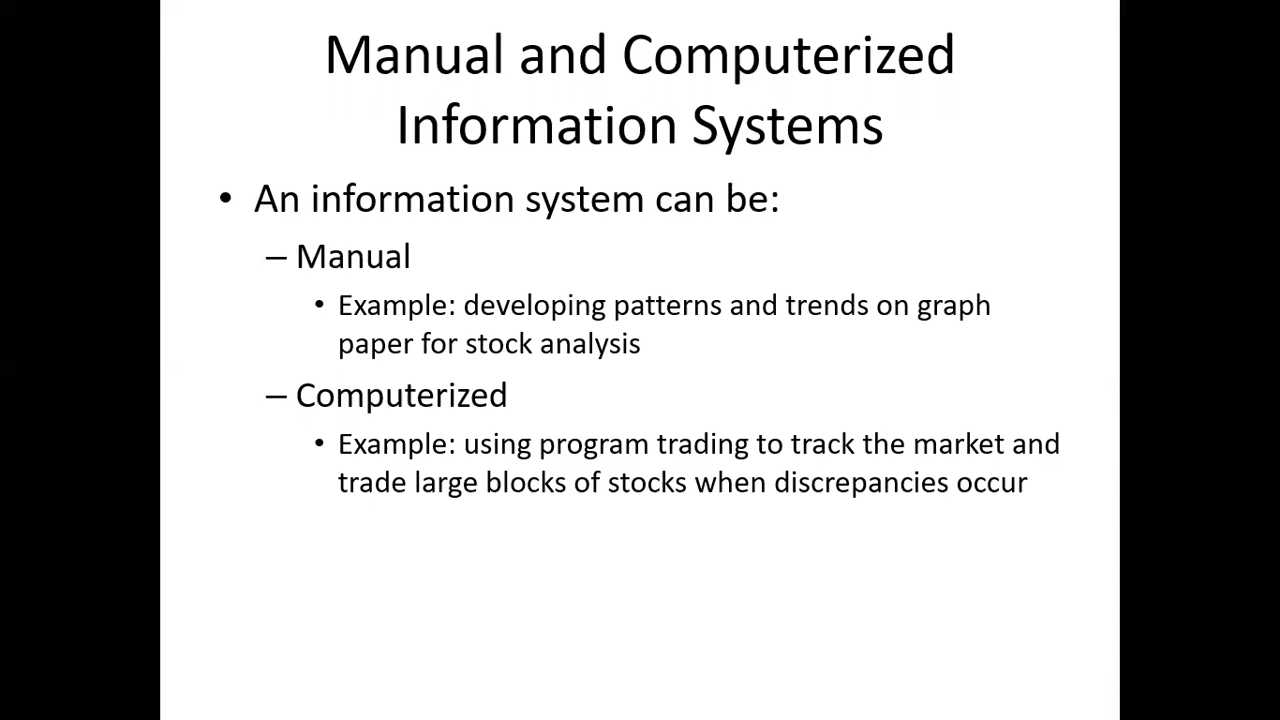 Manual and Computerized
Information Systems
• An information system can be:
– Manual
• Example: developing patterns and trends on graph
paper for stock analysis
– Computerized
• Example: using program trading to track the market and
trade large blocks of stocks when discrepancies occur